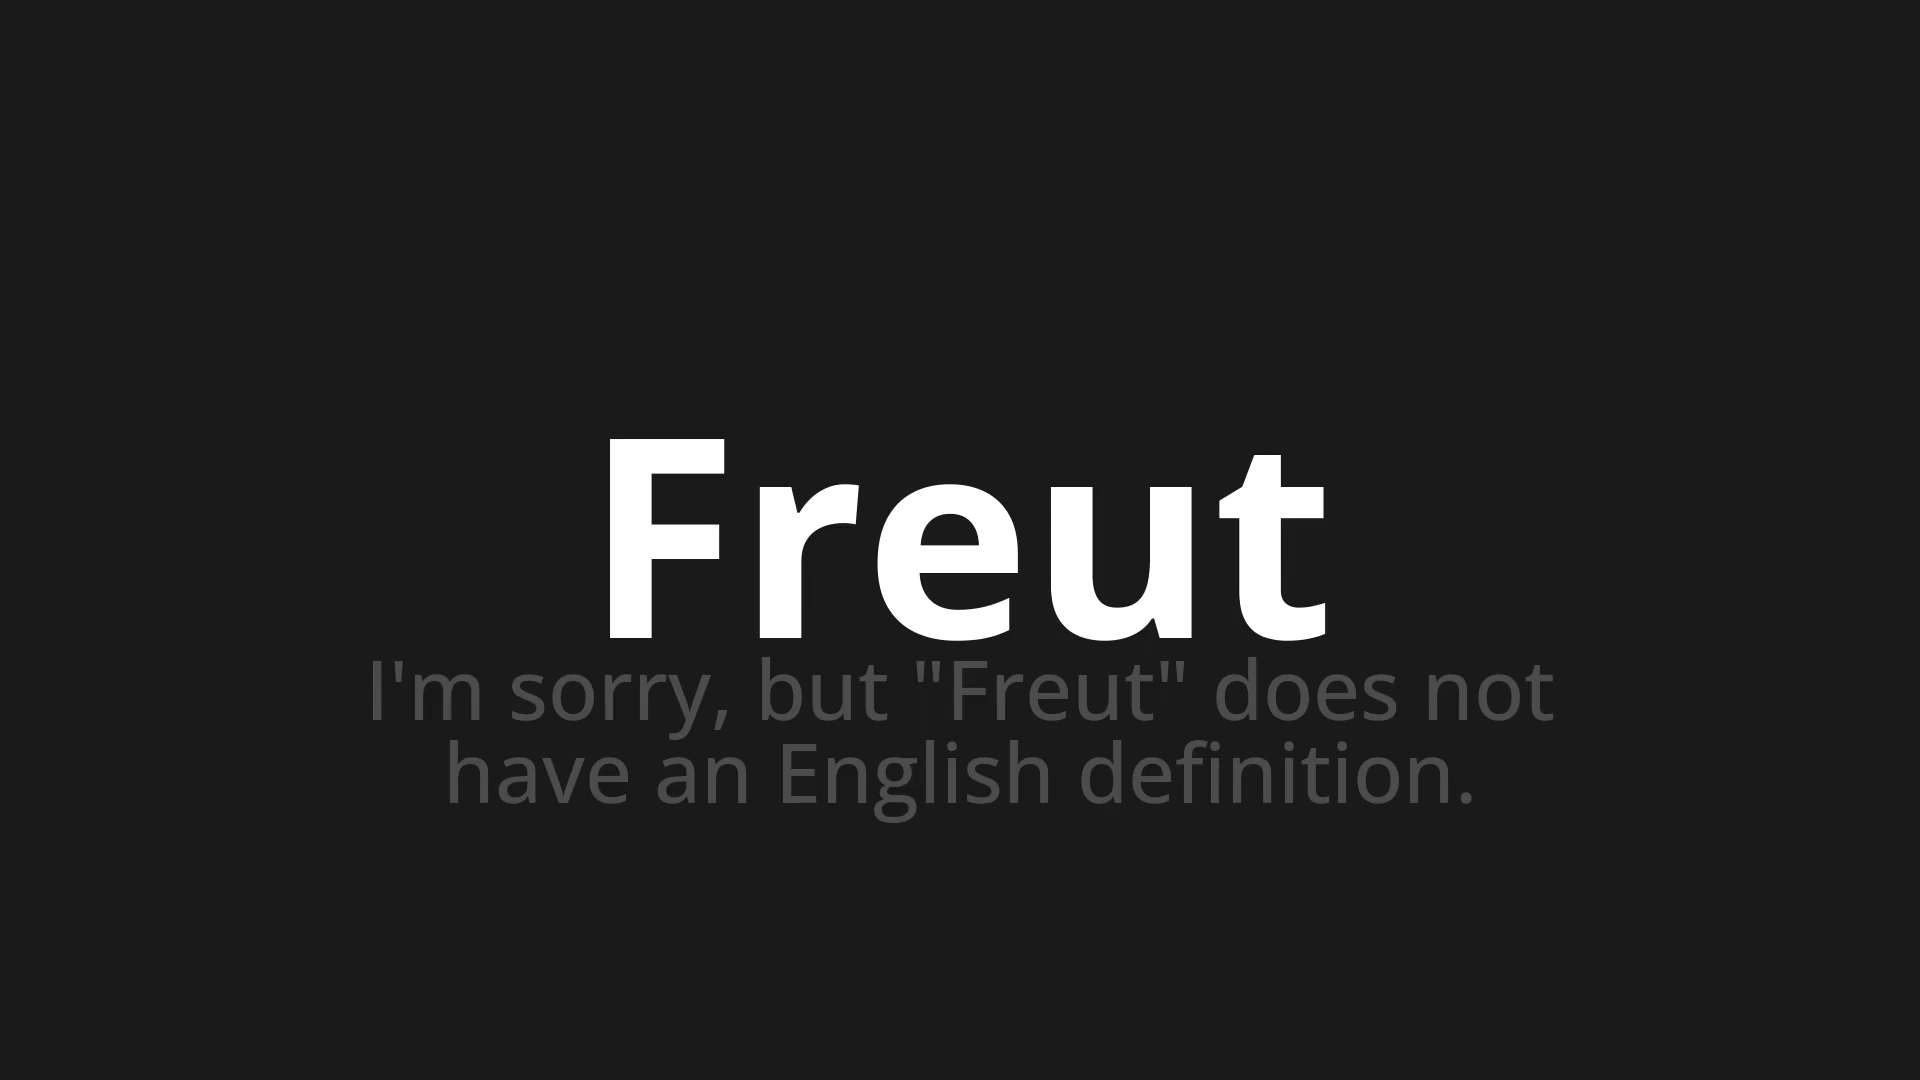 Freut
I'm sorry, but "Freut" does not
have an English definition.